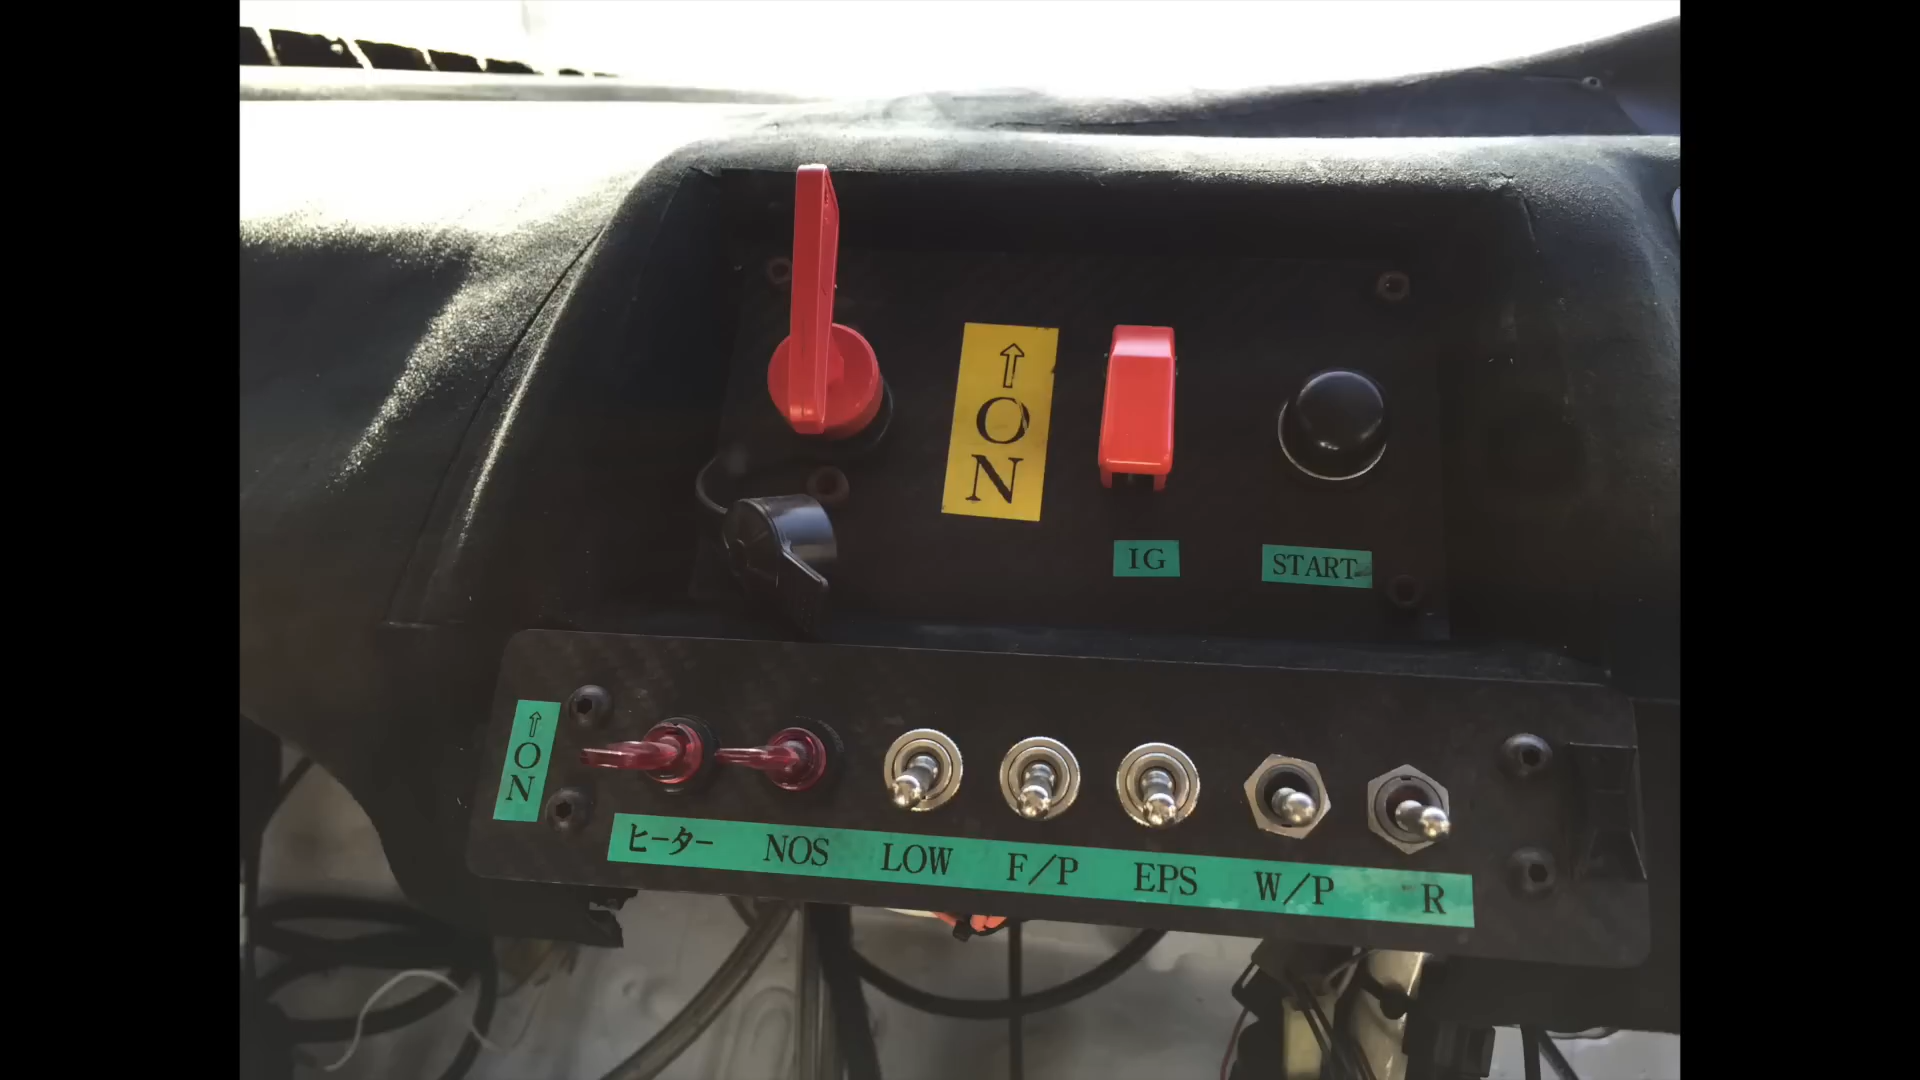 ↑
ON
IG
START
↑ON
ヒーター NOS LOW F/P EPS W/P R